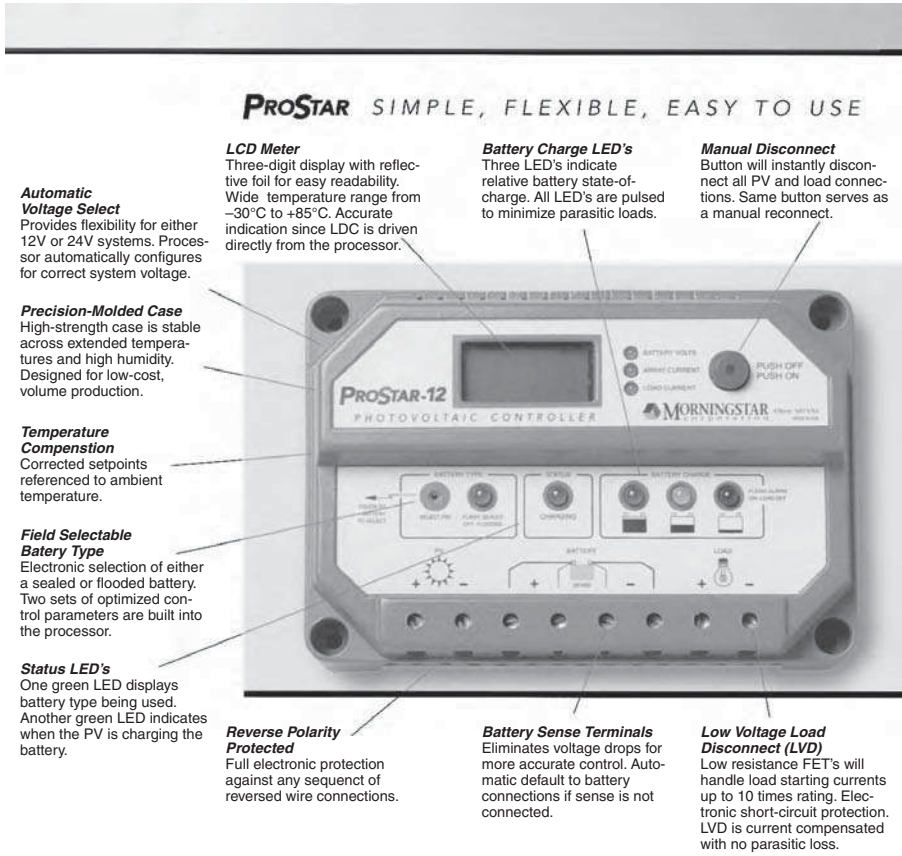 PROSTAR SIMPLE, FLEXIBLE, EASY TO USE
Automatic
Voltage Select
Provides flexibility for either
12V or 24V systems. Proces-
sor automatically configures
for correct system voltage.
Precision-Molded Case
High-strength case is stable
across extended tempera-
tures and high humidity.
Designed for low-cost,
volume production.
Temperature
Compenstion
Corrected setpoints
referenced to ambient
temperature.
Field Selectable
Batery Type
Electronic selection of either
a sealed or flooded battery.
Two sets of optimized con-
trol parameters are built into
the processor.
Status LED's
One green LED displays
battery type being used.
Another green LED indicates
when the PV is charging the
battery.
LCD Meter
Three-digit display with reflec-
tive foil for easy readability.
Wide temperature range from
–30°C to +85°C. Accurate
indication since LDC is driven
directly from the processor.
Battery Charge LED's
Three LED's indicate
relative battery state-of-
charge. All LED's are pulsed
to minimize parasitic loads.
Manual Disconnect
Button will instantly discon-
nect all PV and load connec-
tions. Same button serves as
a manual reconnect.
BATTERY VOLTS
ARRAY CURRENT
LOAD CURRENT
PUSH OFF
PUSH ON
PROSTAR-12
PHOTOVOLTAIC CONTROLLER
MORNINGSTAR
corporation
BATTERY TYPE
STATUS
BATTERY CHARGE
SELECT PIN
CHARGING
PV
BATTERY
LOAD
+ -
+ SENSE -
+ -
Reverse Polarity
Protected
Full electronic protection
against any sequenct of
reversed wire connections.
Battery Sense Terminals
Eliminates voltage drops for
more accurate control. Auto-
matic default to battery
connections if sense is not
connected.
Low Voltage Load
Disconnect (LVD)
Low resistance FET's will
handle load starting currents
up to 10 times rating. Elec-
tronic short-circuit protection.
LVD is current compensated
with no parasitic loss.